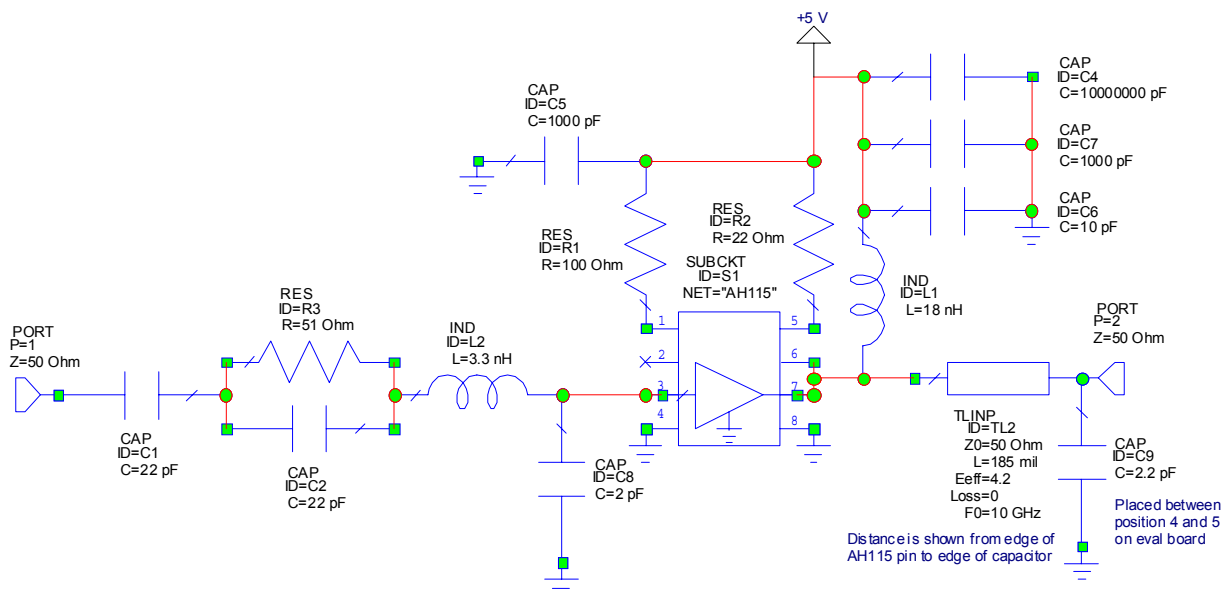 +5 V
CAP
ID=C4
C=10000000 pF
CAP
ID=C5
C=1000 pF
CAP
ID=C7
C=1000 pF
CAP
ID=C6
C=10 pF
RES
ID=R2
R=22 Ohm
RES
ID=R1
R=100 Ohm
SUBCKT
ID=S1
NET="AH115"
IND
ID=L1
L=18 nH
RES
ID=R3
R=51 Ohm
IND
ID=L2
L=3.3 nH
PORT
P=1
Z=50 Ohm
PORT
P=2
Z=50 Ohm
1
2
3
4
5
6
7
8
CAP
ID=C1
C=22 pF
CAP
ID=C2
C=22 pF
CAP
ID=C8
C=2 pF
TLINP
ID=TL2
Z0=50 Ohm
L=185 mil
Eeff=4.2
Loss=0
F0=10 GHz
CAP
ID=C9
C=2.2 pF
Placed between
position 4 and 5
on eval board
Distance is shown from edge of
AH115 pin to edge of capacitor